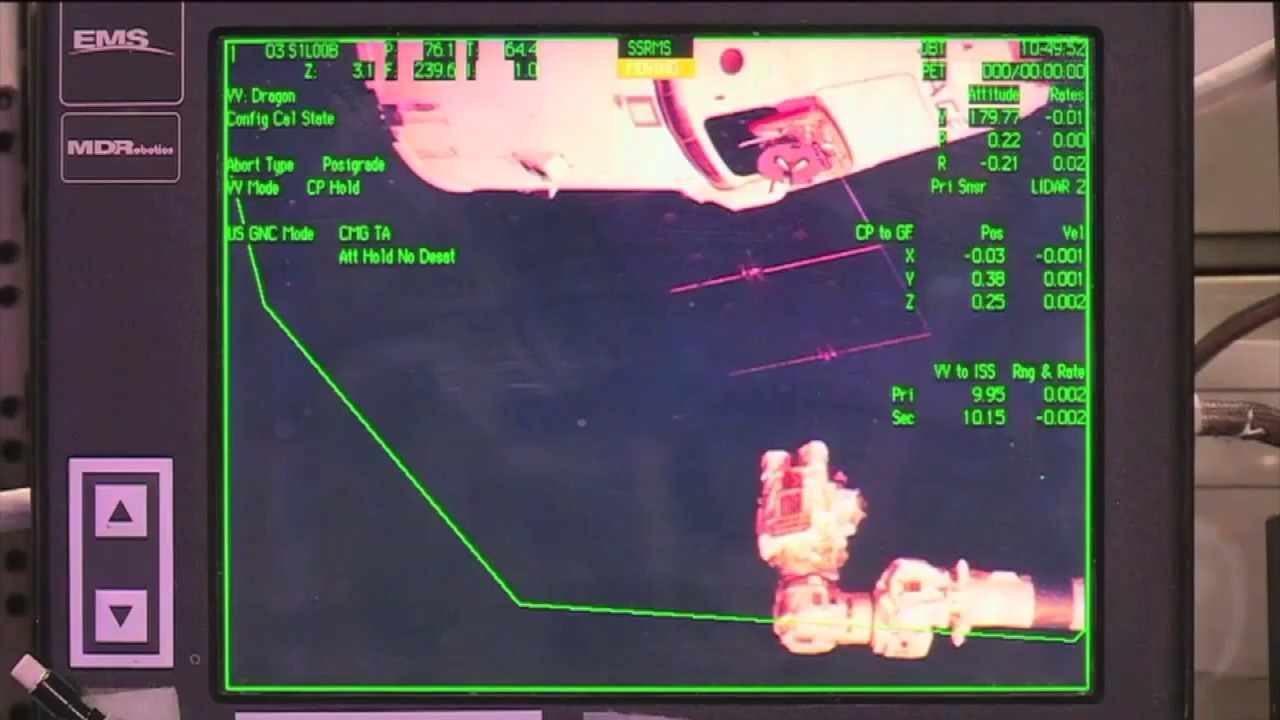 EMS
MDRobotics
1 03 S1L00B P: 76.1 T: 64.4 SSRMS GMT 10:49:52
Z: 3.1 F: 239.6 I: 1.0 MOVING PET 000/00:00:00
VV: Dragon Attitude Rates
Config Cal State Y 179.77 -0.01
P 0.22 0.00
Abort Type Posigrade R -0.21 0.02
VV Mode CP Hold Pri Snsr LIDAR 2
US GNC Mode CMG TA CP to GF Pos Vel
Att Hold No Desat X -0.03 -0.001
Y 0.38 0.001
Z 0.25 0.002
VV to ISS Rng & Rate
Pri 9.95 0.002
Sec 10.15 -0.002